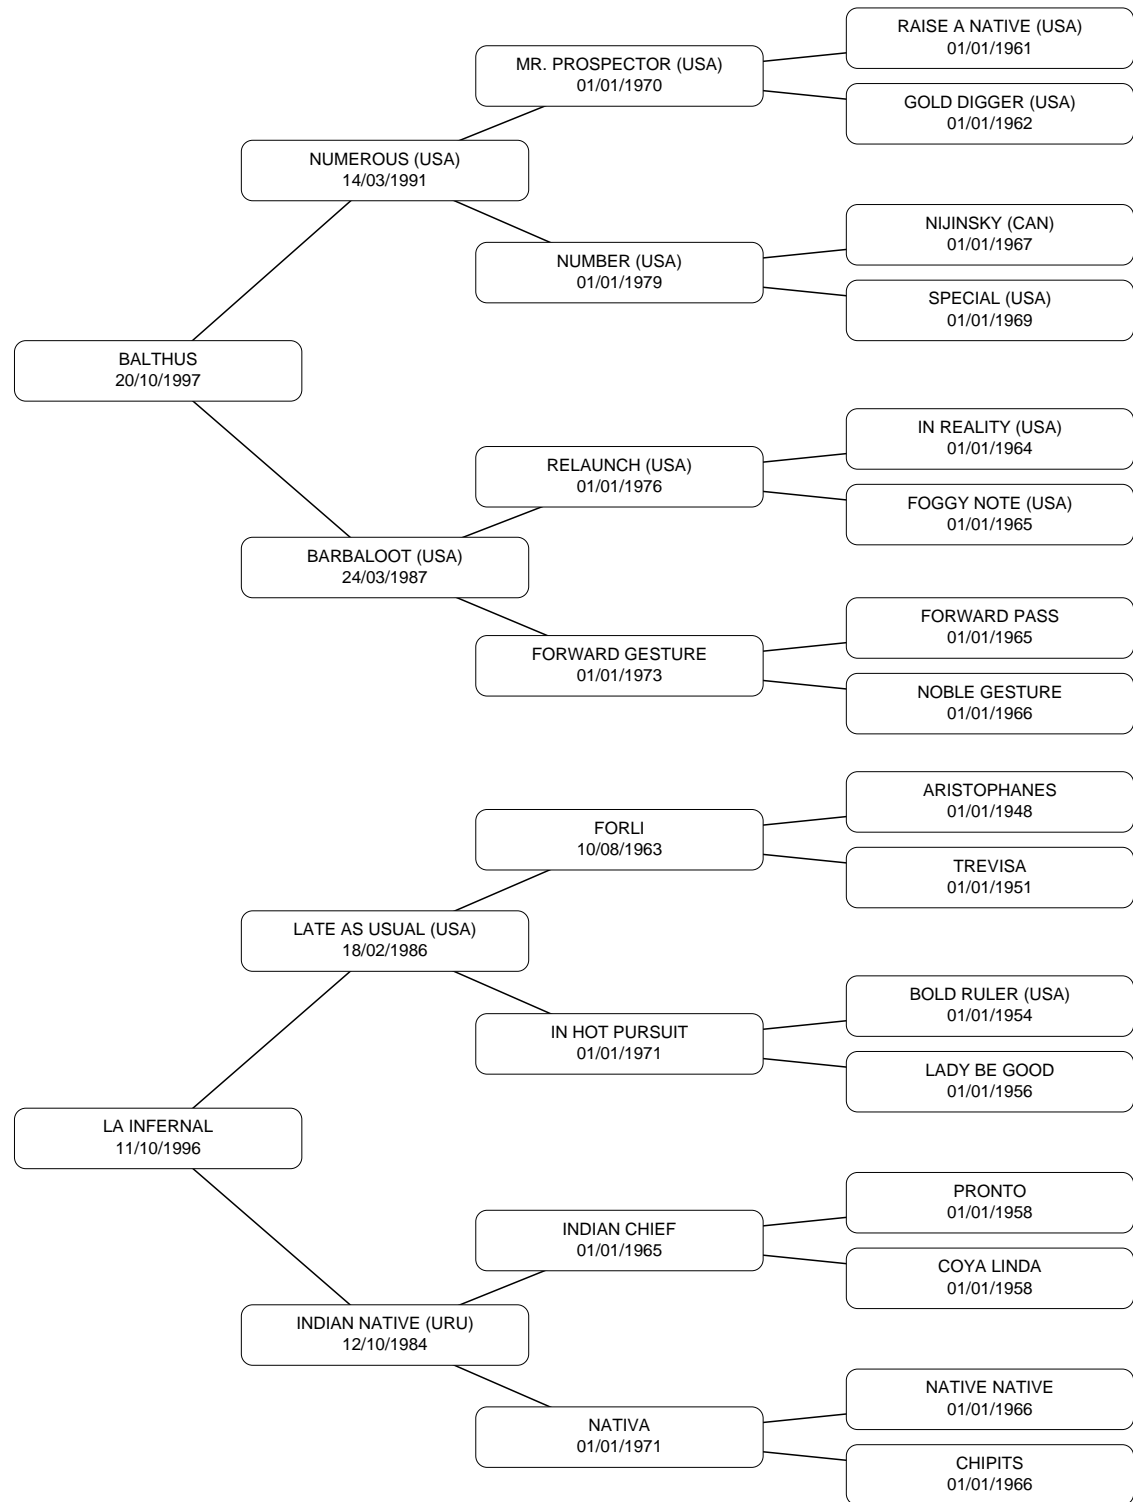 RAISE A NATIVE (USA)
01/01/1961
MR. PROSPECTOR (USA)
01/01/1970
GOLD DIGGER (USA)
01/01/1962
NUMEROUS (USA)
14/03/1991
NIJINSKY (CAN)
01/01/1967
NUMBER (USA)
01/01/1979
SPECIAL (USA)
01/01/1969
BALTHUS
20/10/1997
IN REALITY (USA)
01/01/1964
RELAUNCH (USA)
01/01/1976
FOGGY NOTE (USA)
01/01/1965
BARBALOOT (USA)
24/03/1987
FORWARD PASS
01/01/1965
FORWARD GESTURE
01/01/1973
NOBLE GESTURE
01/01/1966
ARISTOPHANES
01/01/1948
FORLI
10/08/1963
TREVISA
01/01/1951
LATE AS USUAL (USA)
18/02/1986
BOLD RULER (USA)
01/01/1954
IN HOT PURSUIT
01/01/1971
LADY BE GOOD
01/01/1956
LA INFERNAL
11/10/1996
PRONTO
01/01/1958
INDIAN CHIEF
01/01/1965
COYA LINDA
01/01/1958
INDIAN NATIVE (URU)
12/10/1984
NATIVE NATIVE
01/01/1966
NATIVA
01/01/1971
CHIPITS
01/01/1966